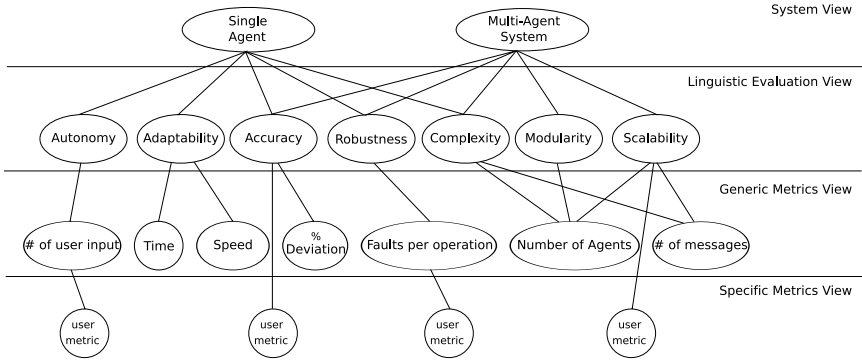 System View
Single
Agent
Multi-Agent
System
Linguistic Evaluation View
Autonomy
Adaptability
Accuracy
Robustness
Complexity
Modularity
Scalability
Generic Metrics View
# of user input
Time
Speed
%
Deviation
Faults per operation
Number of Agents
# of messages
Specific Metrics View
user
metric
user
metric
user
metric
user
metric